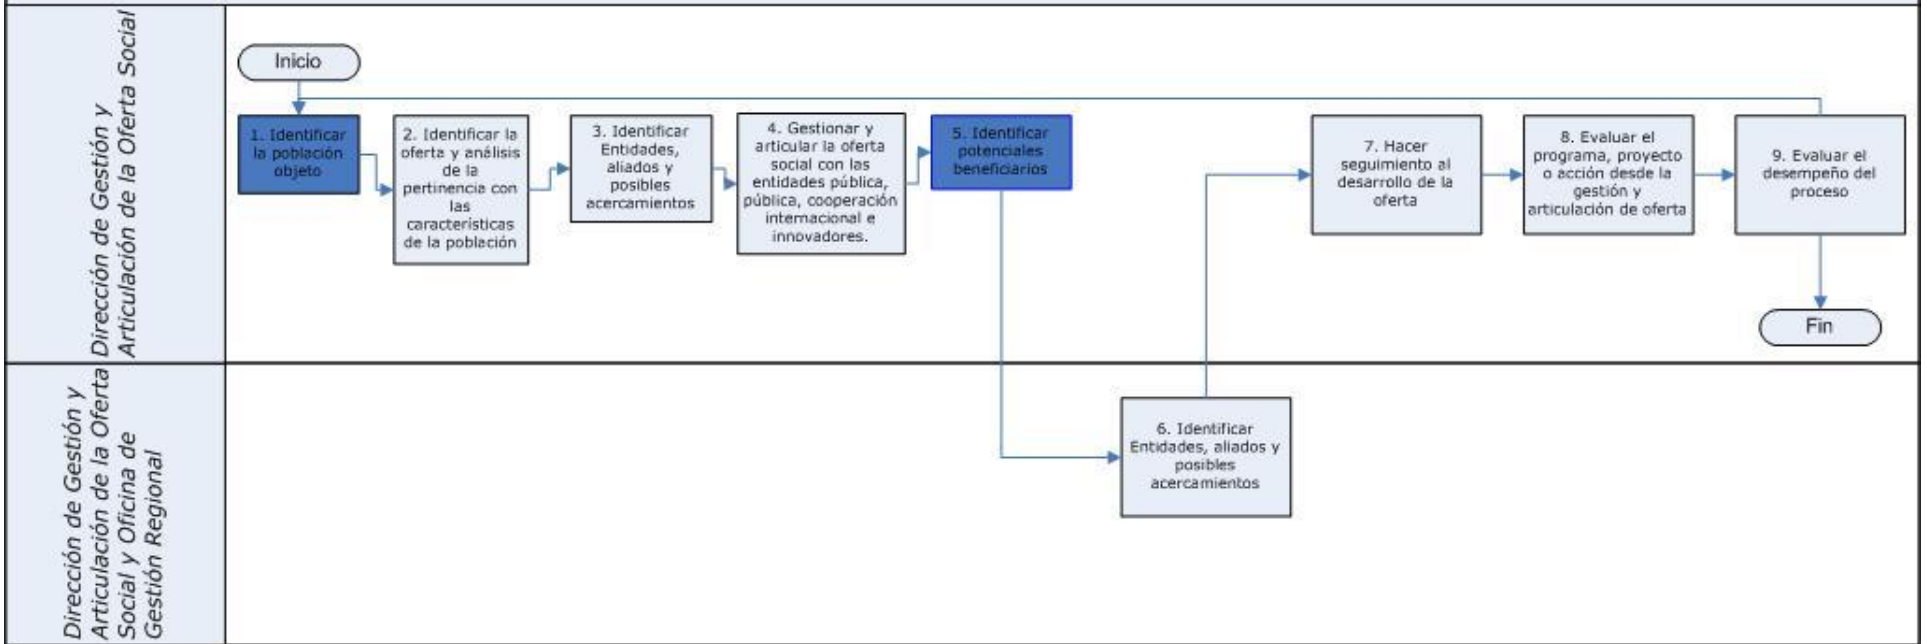 Dirección de Gestión y
Articulación de la Oferta Social
Inicio
1. Identificar
la población
objeto
2. Identificar la
oferta y análisis
de la
pertinencia con
las
características
de la población
3. Identificar
Entidades,
aliados y
posibles
acercamientos
4. Gestionar y
articular la oferta
social con las
entidades pública,
pública, cooperación
internacional e
innovadores.
5. Identificar
potenciales
beneficiarios
7. Hacer
seguimiento al
desarrollo de la
oferta
8. Evaluar el
programa, proyecto
o acción desde la
gestión y
articulación de oferta
9. Evaluar el
desempeño del
proceso
Fin
Dirección de Gestión y
Articulación de la Oferta
Social y Oficina de
Gestión Regional
6. Identificar
Entidades, aliados y
posibles
acercamientos